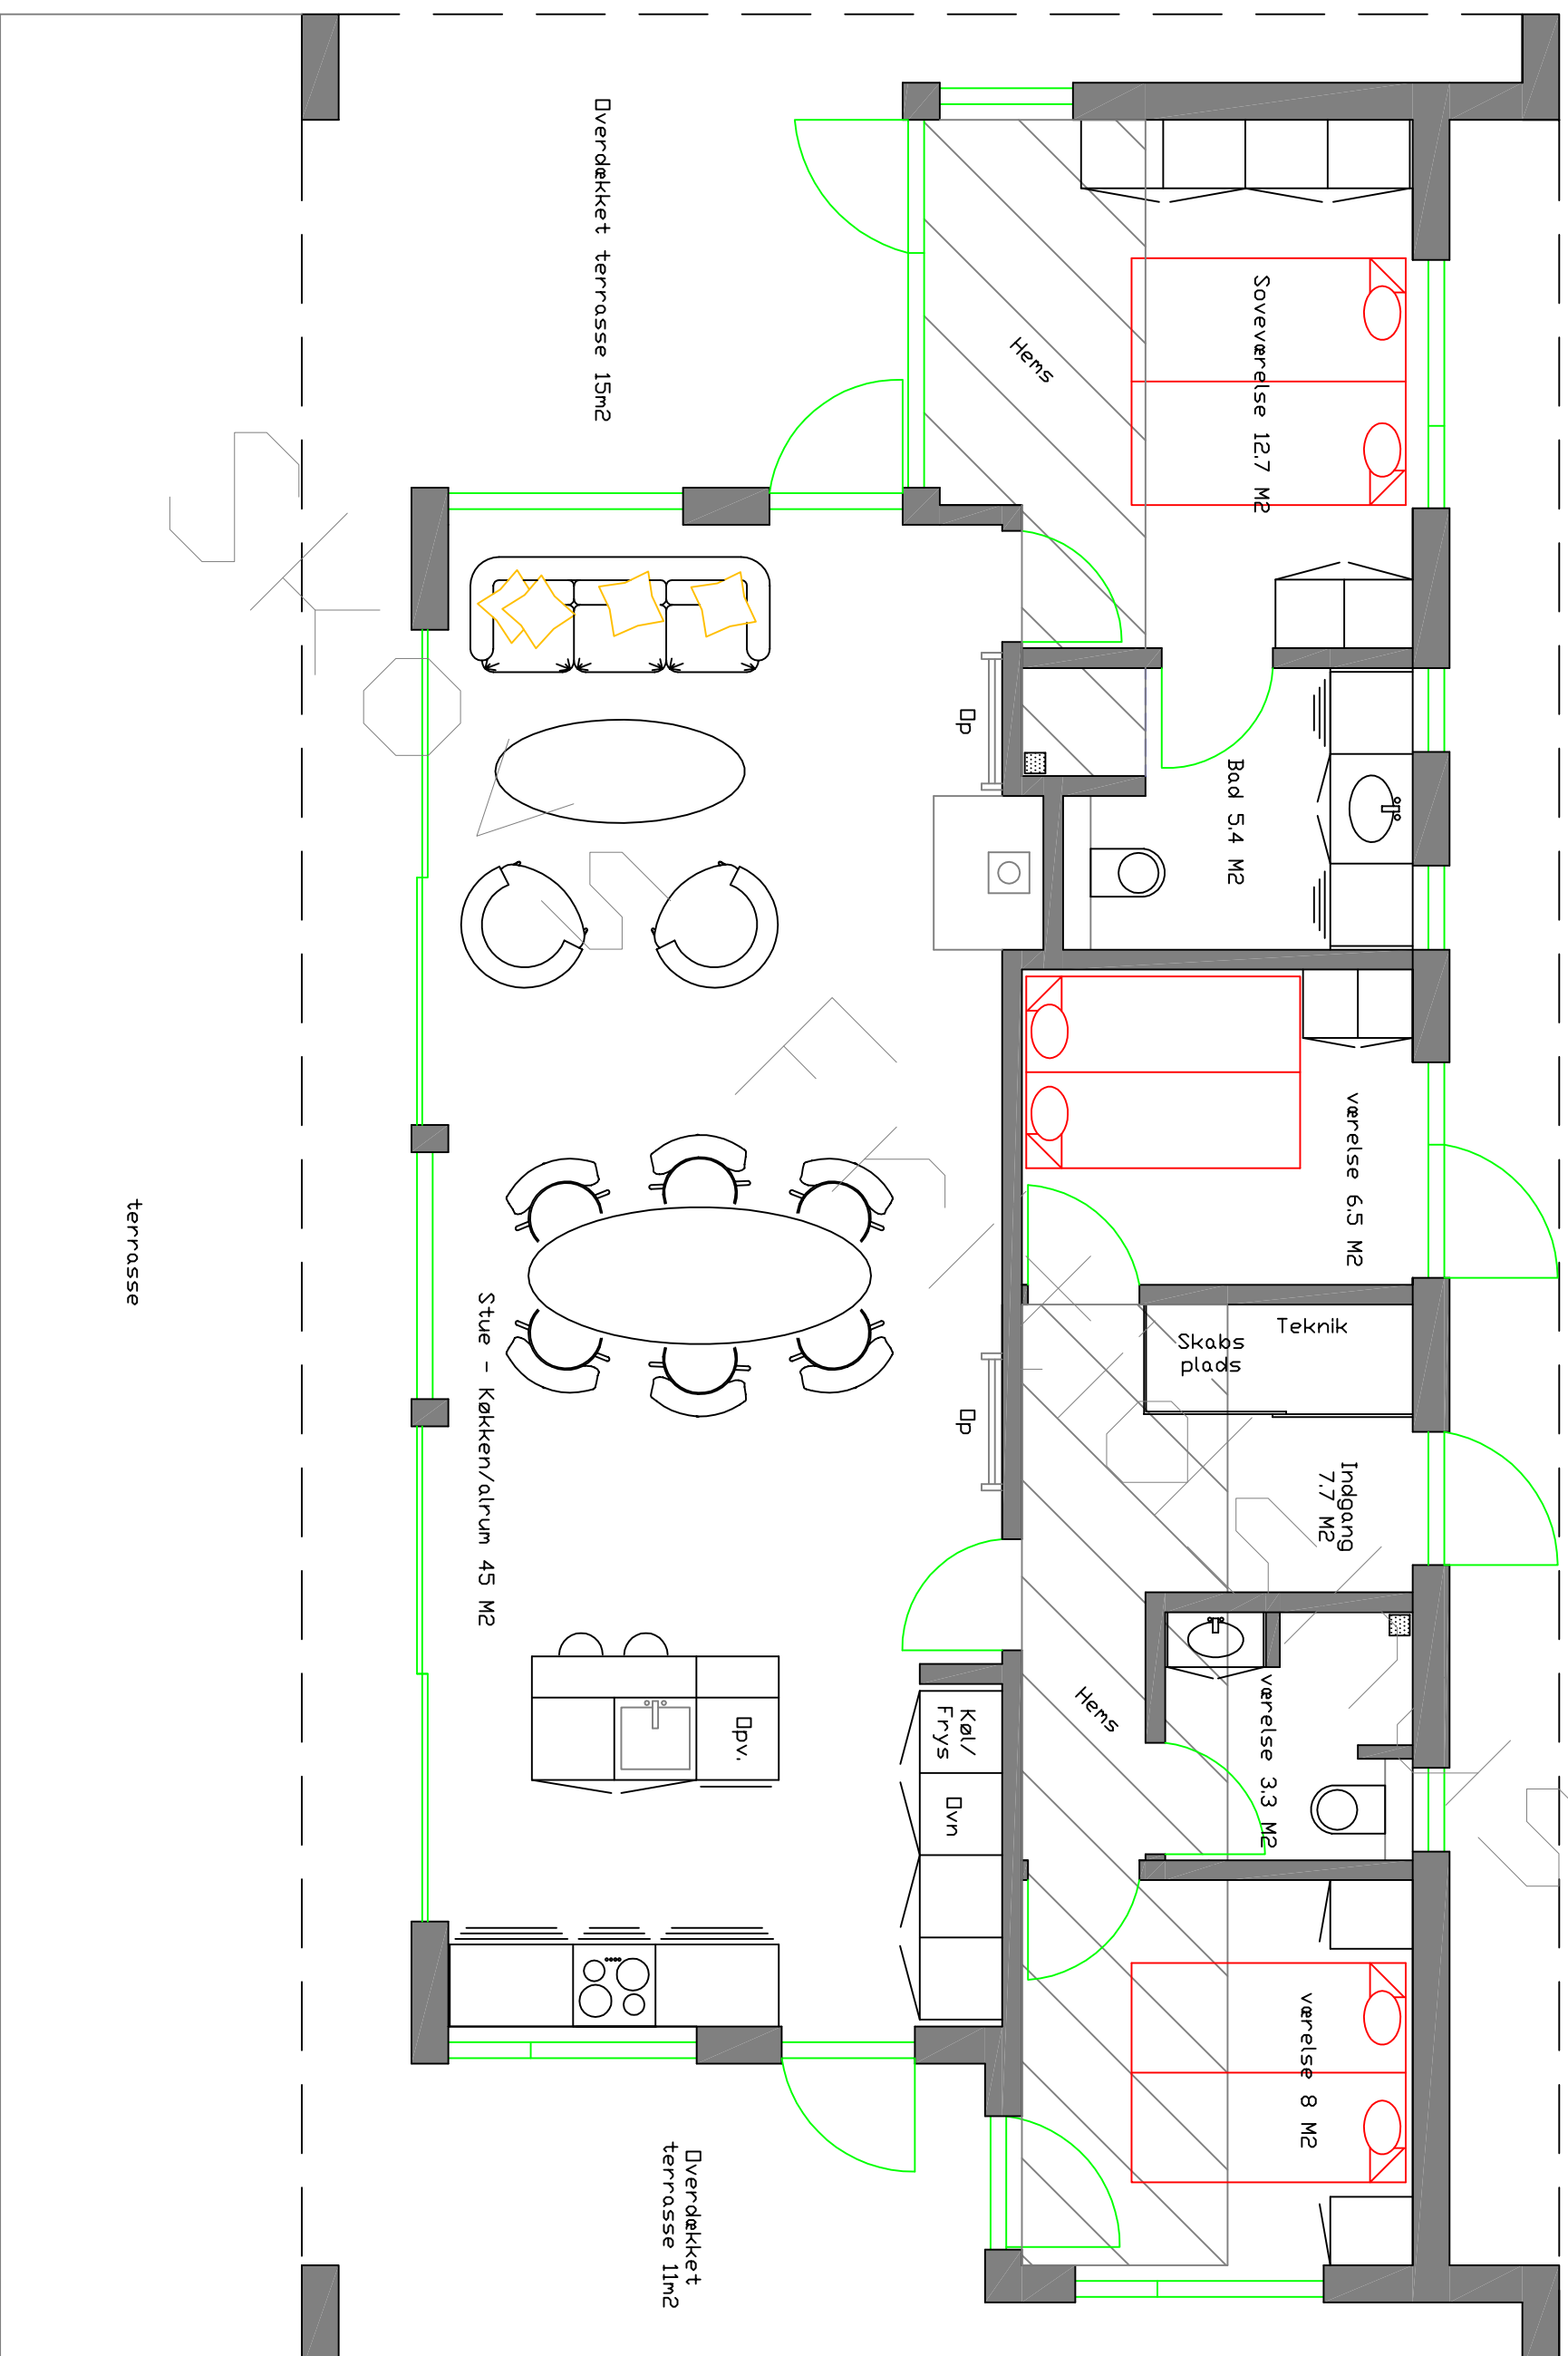 Soveværelse 12,7 M2
Bad 5,4 M2
værelse 6,5 M2
Teknik
Skabs
plads
Indgang
7,7 M2
værelse 3,3 M2
værelse 8 M2
Hems
Hems
Op
Op
Køl/
Frys
Ovn
Opv.
Overdækket terrasse 15m2
Overdækket
terrasse 11m2
Stue - Køkken/alrum 45 M2
terrasse